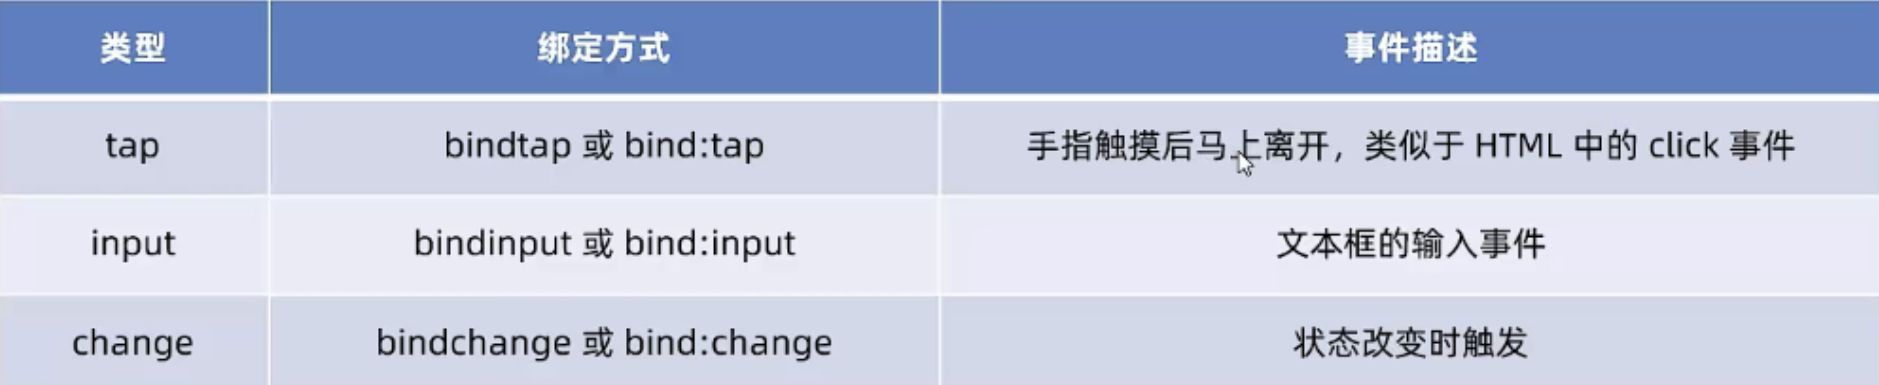 类型 绑定方式 事件描述
tap bindtap 或 bind:tap 手指触摸后马上离开，类似于 HTML 中的 click 事件
input bindinput 或 bind:input 文本框的输入事件
change bindchange 或 bind:change 状态改变时触发